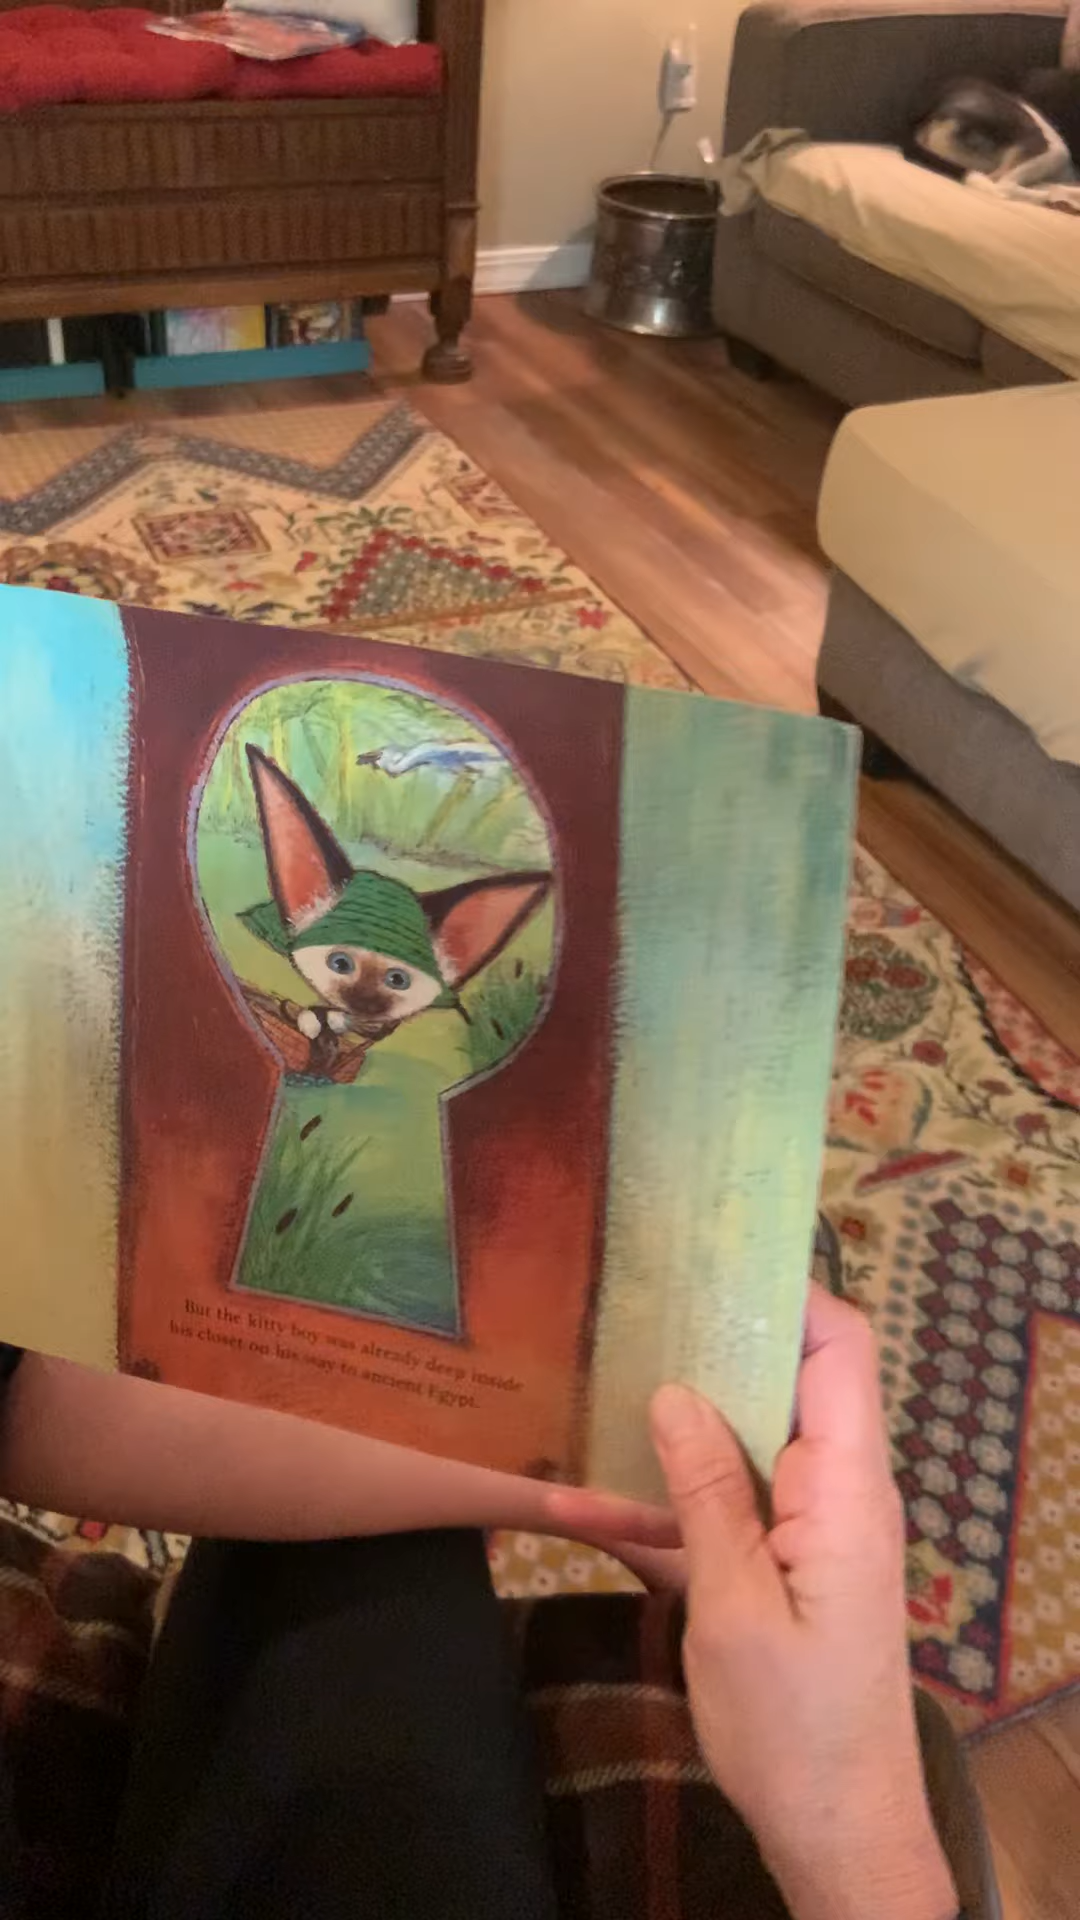 But the kitty boy was already deep inside
his closet on his way to ancient Egypt.